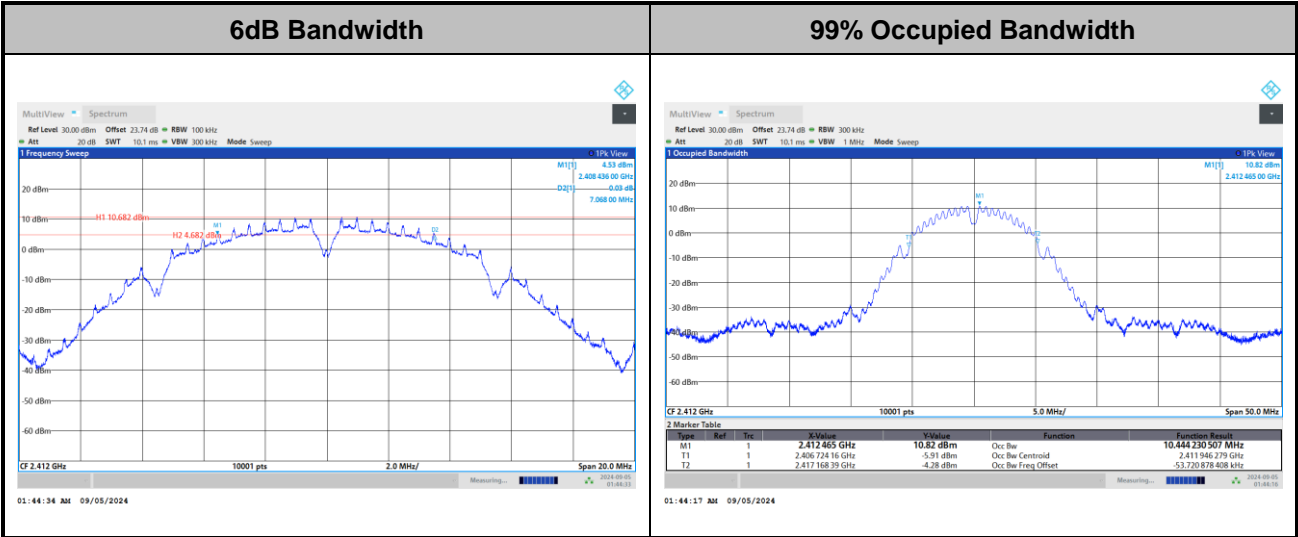 6dB Bandwidth
99% Occupied Bandwidth
MultiView Spectrum
Ref Level 30.00 dBm Offset 23.74 dB RBW 100 kHz
Att 20 dB SWT 10.1 ms VBW 300 kHz Mode Sweep
1 Frequency Sweep 1Pk View
M1[1] 4.53 dBm
2.408 436 00 GHz
D2[1] 0.03 dB
7.068 00 MHz
20 dBm
10 dBm
H1 10.682 dBm
M1
H2 4.682 dBm
D2
0 dBm
-10 dBm
-20 dBm
-30 dBm
-40 dBm
-50 dBm
-60 dBm
CF 2.412 GHz 10001 pts 2.0 MHz/ Span 20.0 MHz
Measuring... 2024-09-05
01:44:33
01:44:34 AM 09/05/2024
MultiView Spectrum
Ref Level 30.00 dBm Offset 23.74 dB RBW 300 kHz
Att 20 dB SWT 10.1 ms VBW 1 MHz Mode Sweep
1 Occupied Bandwidth 1Pk View
M1[1] 10.82 dBm
2.412 465 00 GHz
20 dBm
M1
10 dBm
0 dBm
T1
T2
-10 dBm
-20 dBm
-30 dBm
-40 dBm
-50 dBm
-60 dBm
CF 2.412 GHz 10001 pts 5.0 MHz/ Span 50.0 MHz
2 Marker Table
Type Ref Trc X-Value Y-Value Function Function Result
M1 1 2.412 465 GHz 10.82 dBm Occ Bw 10.444 230 507 MHz
T1 1 2.406 724 16 GHz -5.91 dBm Occ Bw Centroid 2.411 946 279 GHz
T2 1 2.417 168 39 GHz -4.28 dBm Occ Bw Freq Offset -53.720 878 408 kHz
Measuring... 2024-09-05
01:44:16
01:44:17 AM 09/05/2024